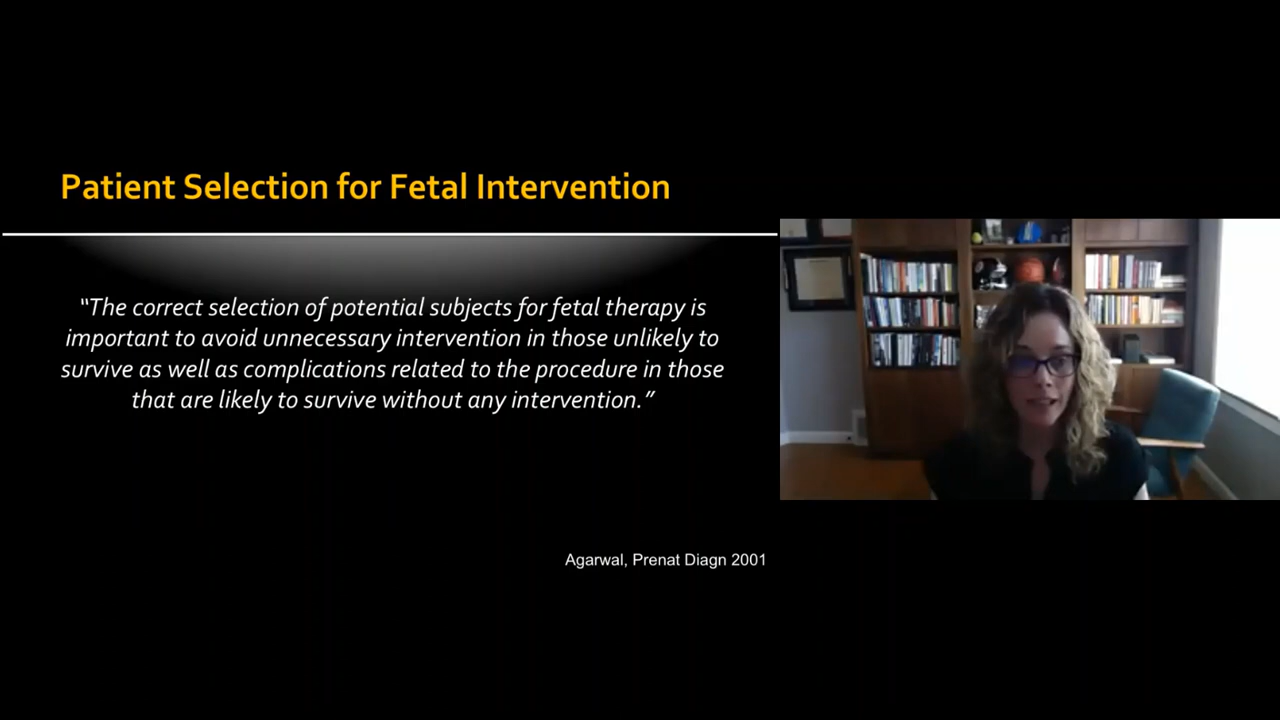 Patient Selection for Fetal Intervention
“The correct selection of potential subjects for fetal therapy is
important to avoid unnecessary intervention in those unlikely to
survive as well as complications related to the procedure in those
that are likely to survive without any intervention.”
Agarwal, Prenat Diagn 2001